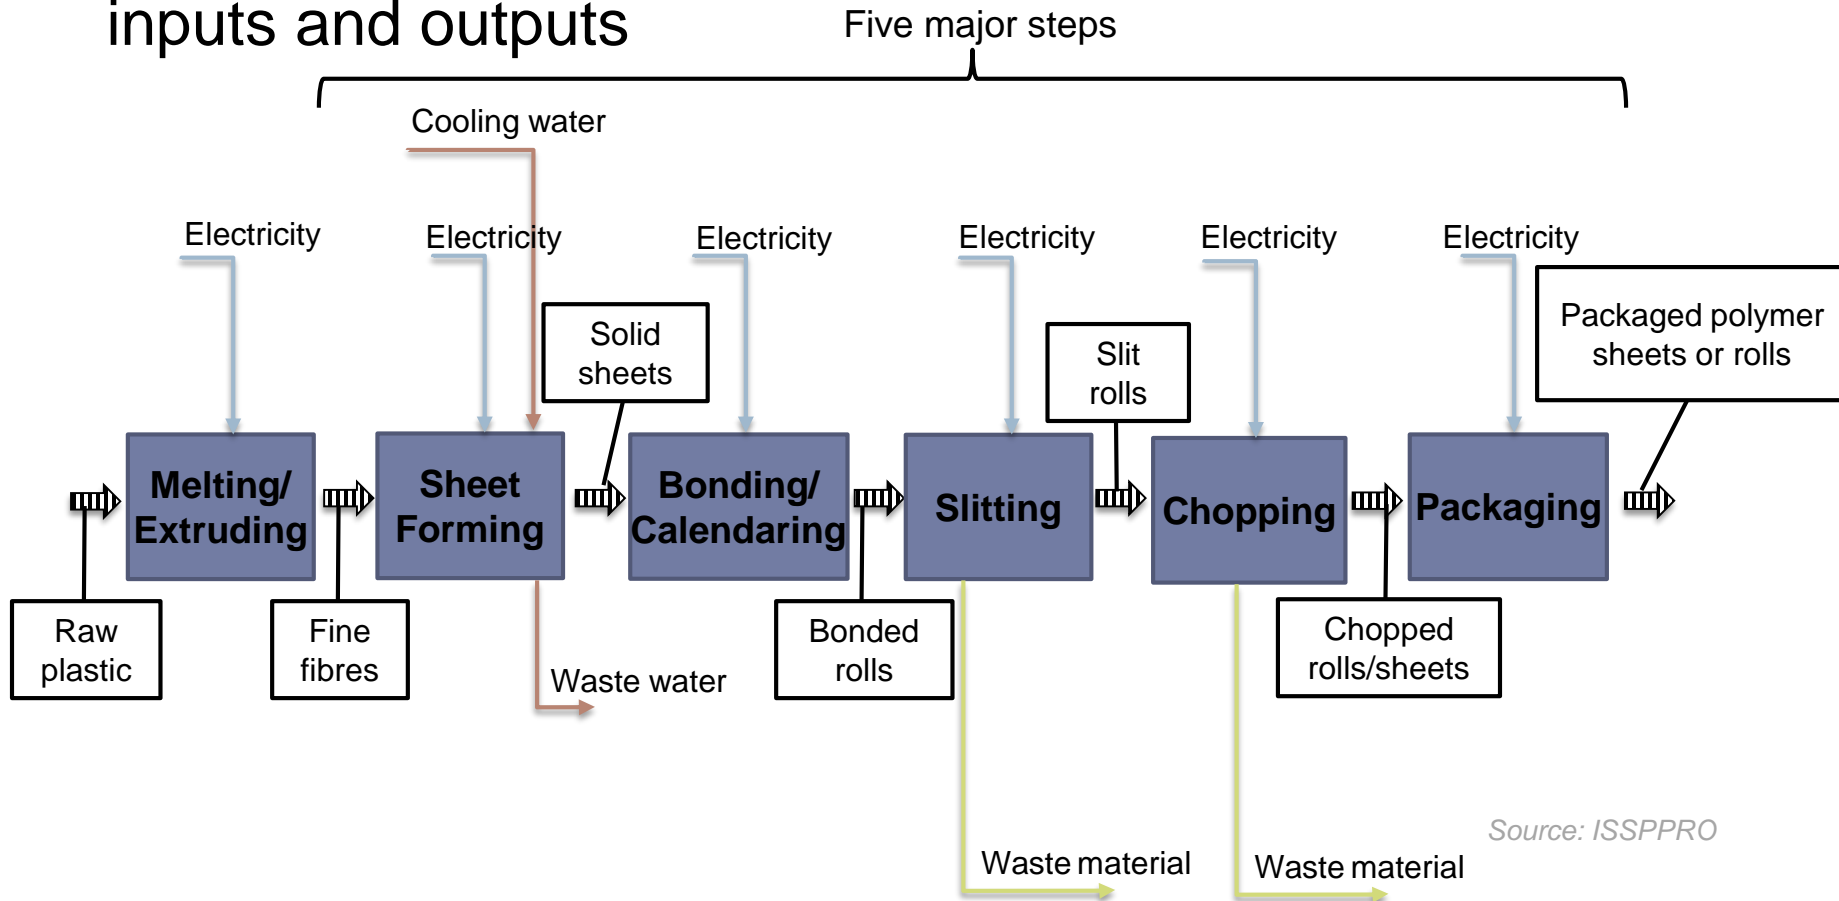 inputs and outputs
Five major steps
Cooling water
Electricity
Electricity
Electricity
Electricity
Electricity
Electricity
Solid
sheets
Slit
rolls
Packaged polymer
sheets or rolls
Melting/
Extruding
Sheet
Forming
Bonding/
Calendaring
Slitting
Chopping
Packaging
Raw
plastic
Fine
fibres
Waste water
Bonded
rolls
Chopped
rolls/sheets
Source: ISSPPRO
Waste material
Waste material